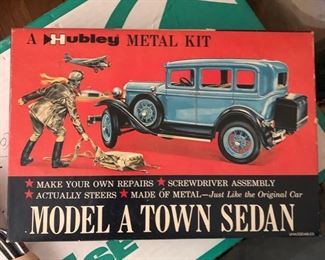 A Hubley METAL KIT
★ MAKE YOUR OWN REPAIRS ★ SCREWDRIVER ASSEMBLY
★ ACTUALLY STEERS ★ MADE OF METAL—Just Like the Original Car
MODEL A TOWN SEDAN